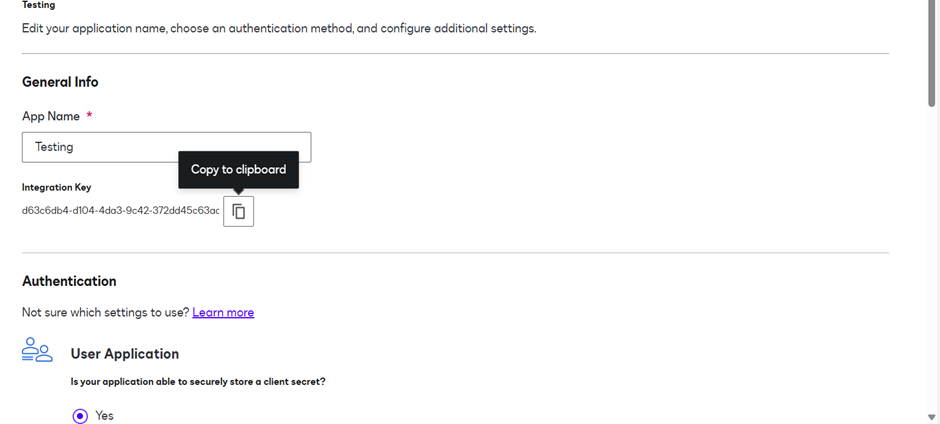 Testing
Edit your application name, choose an authentication method, and configure additional settings.
General Info
App Name *
Testing
Copy to clipboard
Integration Key
d63c6db4-d104-4da3-9c42-372dd45c63ac
Authentication
Not sure which settings to use? Learn more
User Application
Is your application able to securely store a client secret?
Yes